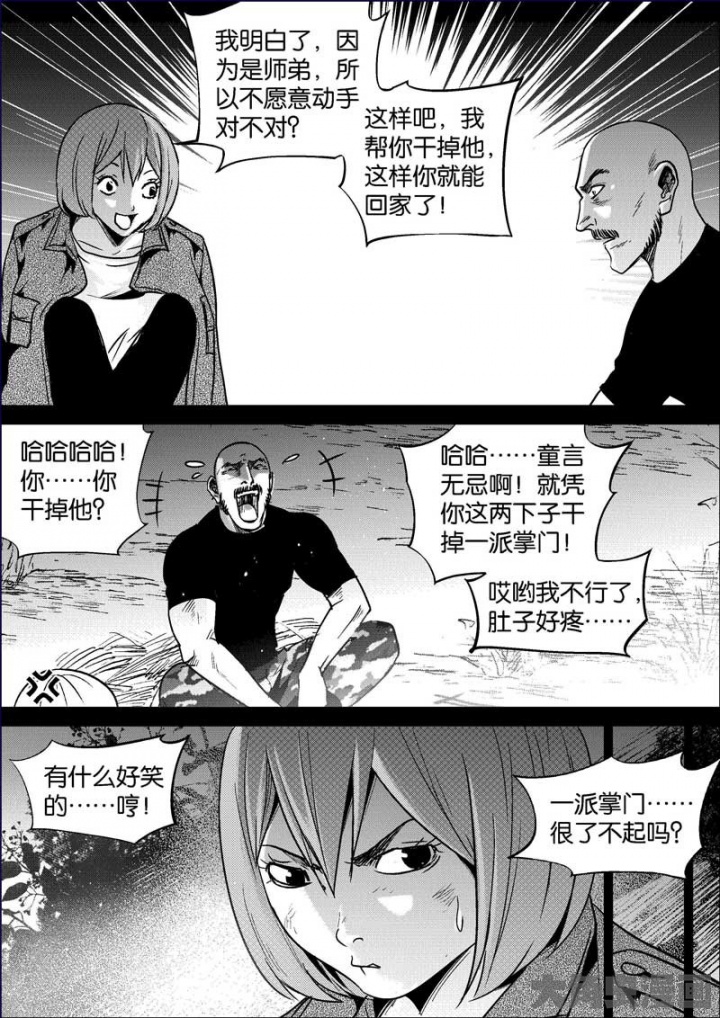 我明白了，因
为是师弟，所
以不愿意动手
对不对？
这样吧，我
帮你干掉他，
这样你就能
回家了！
哈哈哈哈！
你……你
干掉他？
哈哈……童言
无忌啊！就凭
你这两下子干
掉一派掌门！
哎哟我不行了，
肚子好疼……
有什么好笑
的……哼！
一派掌门……
很了不起吗？